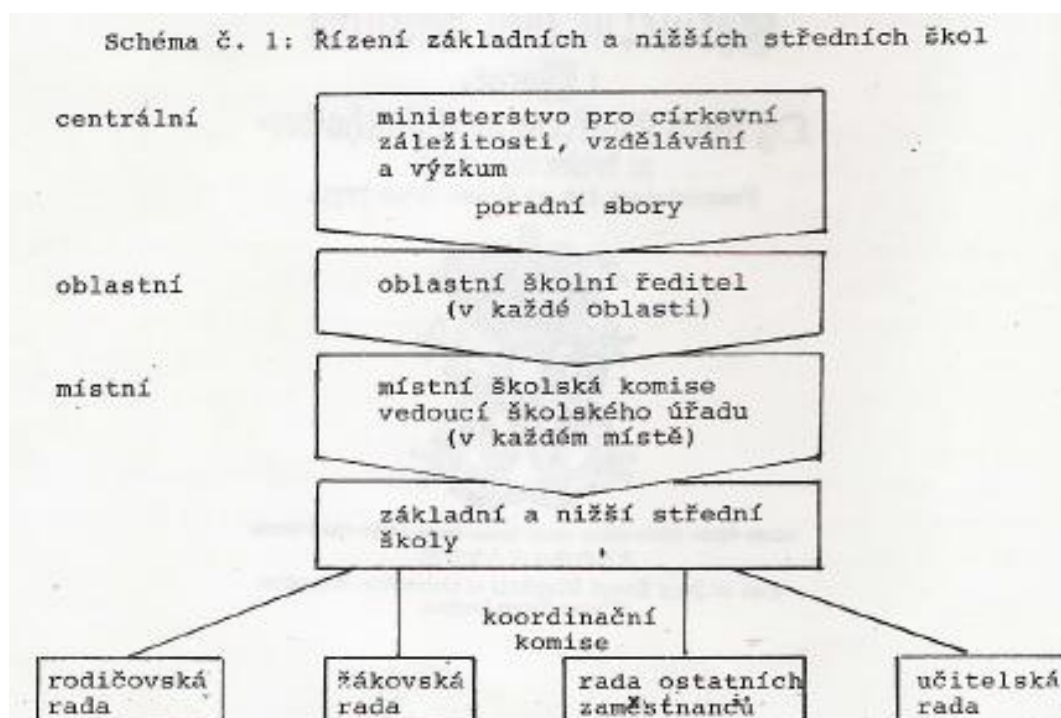 Schéma č. 1: Řízení základních a nižších středních škol
centrální
ministerstvo pro církevní
záležitosti, vzdělávání
a výzkum
poradní sbory
oblastní
oblastní školní ředitel
(v každé oblasti)
místní
místní školská komise
vedoucí školského úřadu
(v každém místě)
základní a nižší střední
školy
koordinační
komise
rodičovská
rada
žákovská
rada
rada ostatních
zaměstnanců
učitelská
rada